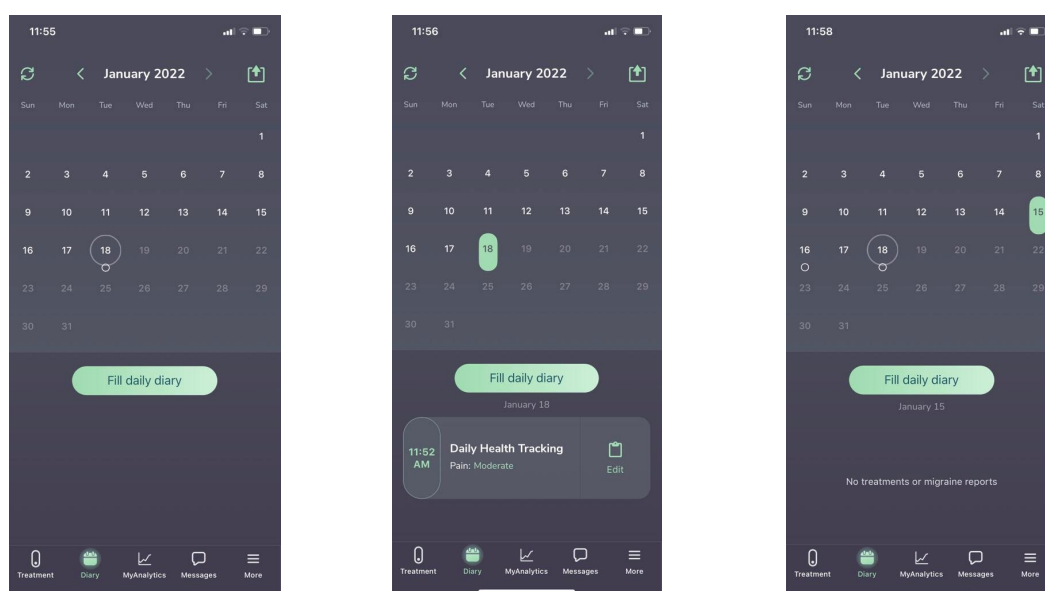 11:55
January 2022
Sun Mon Tue Wed Thu Fri Sat
1
2 3 4 5 6 7 8
9 10 11 12 13 14 15
16 17 18 19 20 21 22
23 24 25 26 27 28 29
30 31
Fill daily diary
Treatment Diary MyAnalytics Messages More
11:56
January 2022
Sun Mon Tue Wed Thu Fri Sat
1
2 3 4 5 6 7 8
9 10 11 12 13 14 15
16 17 18 19 20 21 22
23 24 25 26 27 28 29
30 31
Fill daily diary
January 18
11:52 AM
Daily Health Tracking
Pain: Moderate
Edit
Treatment Diary MyAnalytics Messages More
11:58
January 2022
Sun Mon Tue Wed Thu Fri Sat
1
2 3 4 5 6 7 8
9 10 11 12 13 14 15
16 17 18 19 20 21 22
23 24 25 26 27 28 29
30 31
Fill daily diary
January 15
No treatments or migraine reports
Treatment Diary MyAnalytics Messages More